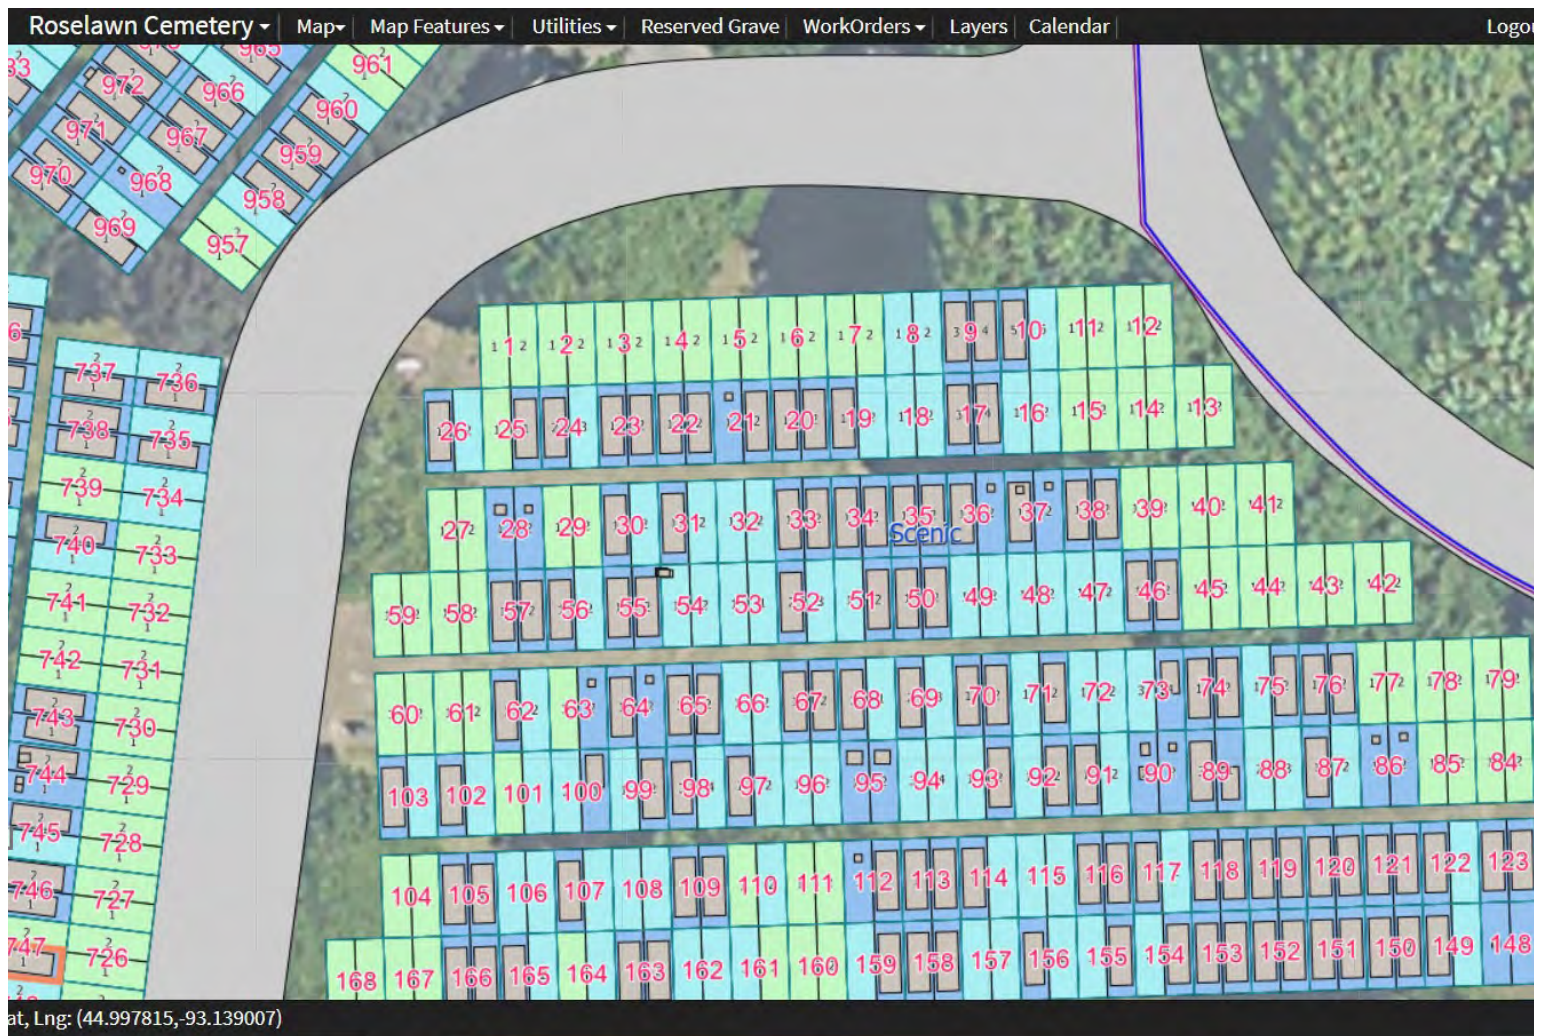 Roselawn Cemetery Map Map Features Utilities Reserved Grave WorkOrders Layers Calendar
965 961
972 966 960
971 967 959
970 968 958
969 957
1 2 3 4 5 6 7 8 9 10 11 12
26 25 24 23 22 21 20 19 18 17 16 15 14 13
27 28 29 30 31 32 33 34 35 36 37 38 39 40 41
Scenic
59 58 57 56 55 54 53 52 51 50 49 48 47 46 45 44 43 42
60 61 62 63 64 65 66 67 68 69 70 71 72 73 74 75 76 77 78 79
103 102 101 100 99 98 97 96 95 94 93 92 91 90 89 88 87 86 85 84
104 105 106 107 108 109 110 111 112 113 114 115 116 117 118 119 120 121 122 123
168 167 166 165 164 163 162 161 160 159 158 157 156 155 154 153 152 151 150 149 148
737 736
738 735
739 734
740 733
741 732
742 731
743 730
744 729
745 728
746 727
747 726
at, Lng: (44.997815,-93.139007)